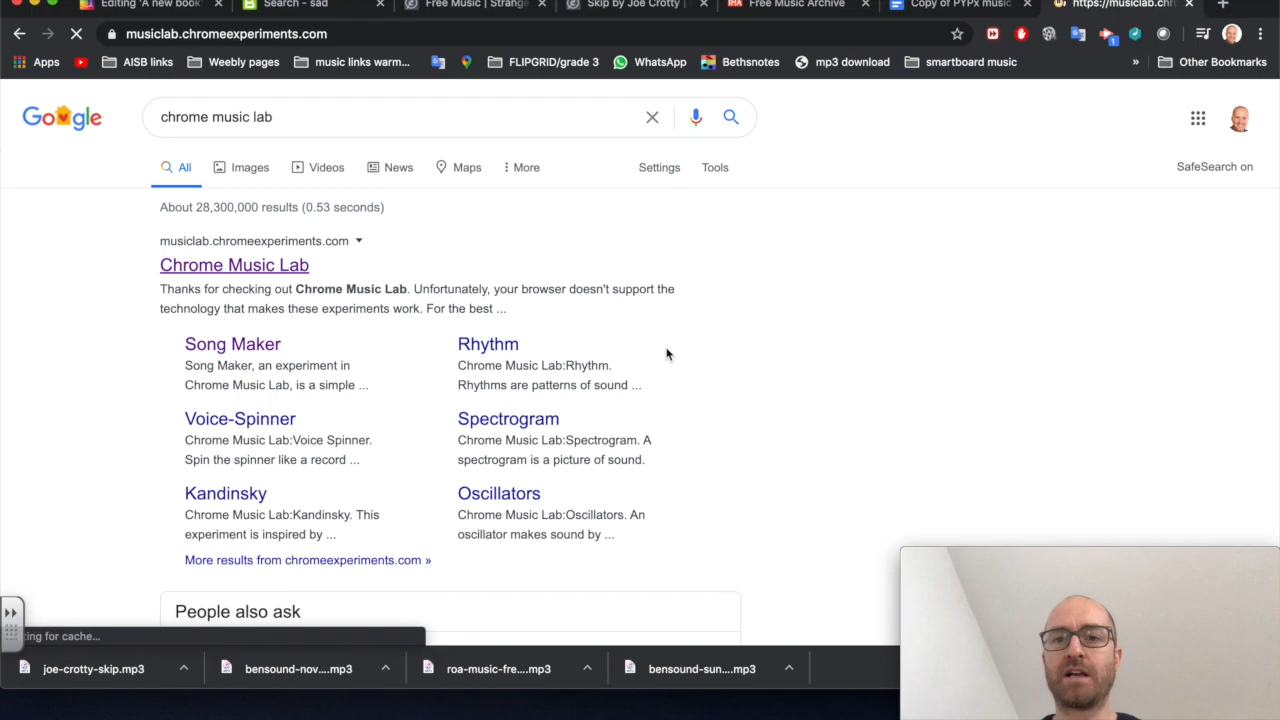 Editing 'A new book'
Search - sad
Free Music | Strange
Skip by Joe Crotty |
Free Music Archive
Copy of PYPx music
https://musiclab.chro
musiclab.chromeexperiments.com
1
Apps
AISB links
Weebly pages
music links warm...
FLIPGRID/grade 3
WhatsApp
Bethsnotes
mp3 download
smartboard music
»
Other Bookmarks
Google
chrome music lab
All
Images
Videos
News
Maps
More
Settings
Tools
SafeSearch on
About 28,300,000 results (0.53 seconds)
musiclab.chromeexperiments.com
Chrome Music Lab
Thanks for checking out Chrome Music Lab. Unfortunately, your browser doesn't support the
technology that makes these experiments work. For the best ...
Song Maker
Song Maker, an experiment in
Chrome Music Lab, is a simple ...
Rhythm
Chrome Music Lab:Rhythm.
Rhythms are patterns of sound ...
Voice-Spinner
Chrome Music Lab:Voice Spinner.
Spin the spinner like a record ...
Spectrogram
Chrome Music Lab:Spectrogram. A
spectrogram is a picture of sound.
Kandinsky
Chrome Music Lab:Kandinsky. This
experiment is inspired by ...
Oscillators
Chrome Music Lab:Oscillators. An
oscillator makes sound by ...
More results from chromeexperiments.com »
People also ask
ting for cache...
joe-crotty-skip.mp3
bensound-nov....mp3
roa-music-fre....mp3
bensound-sun....mp3